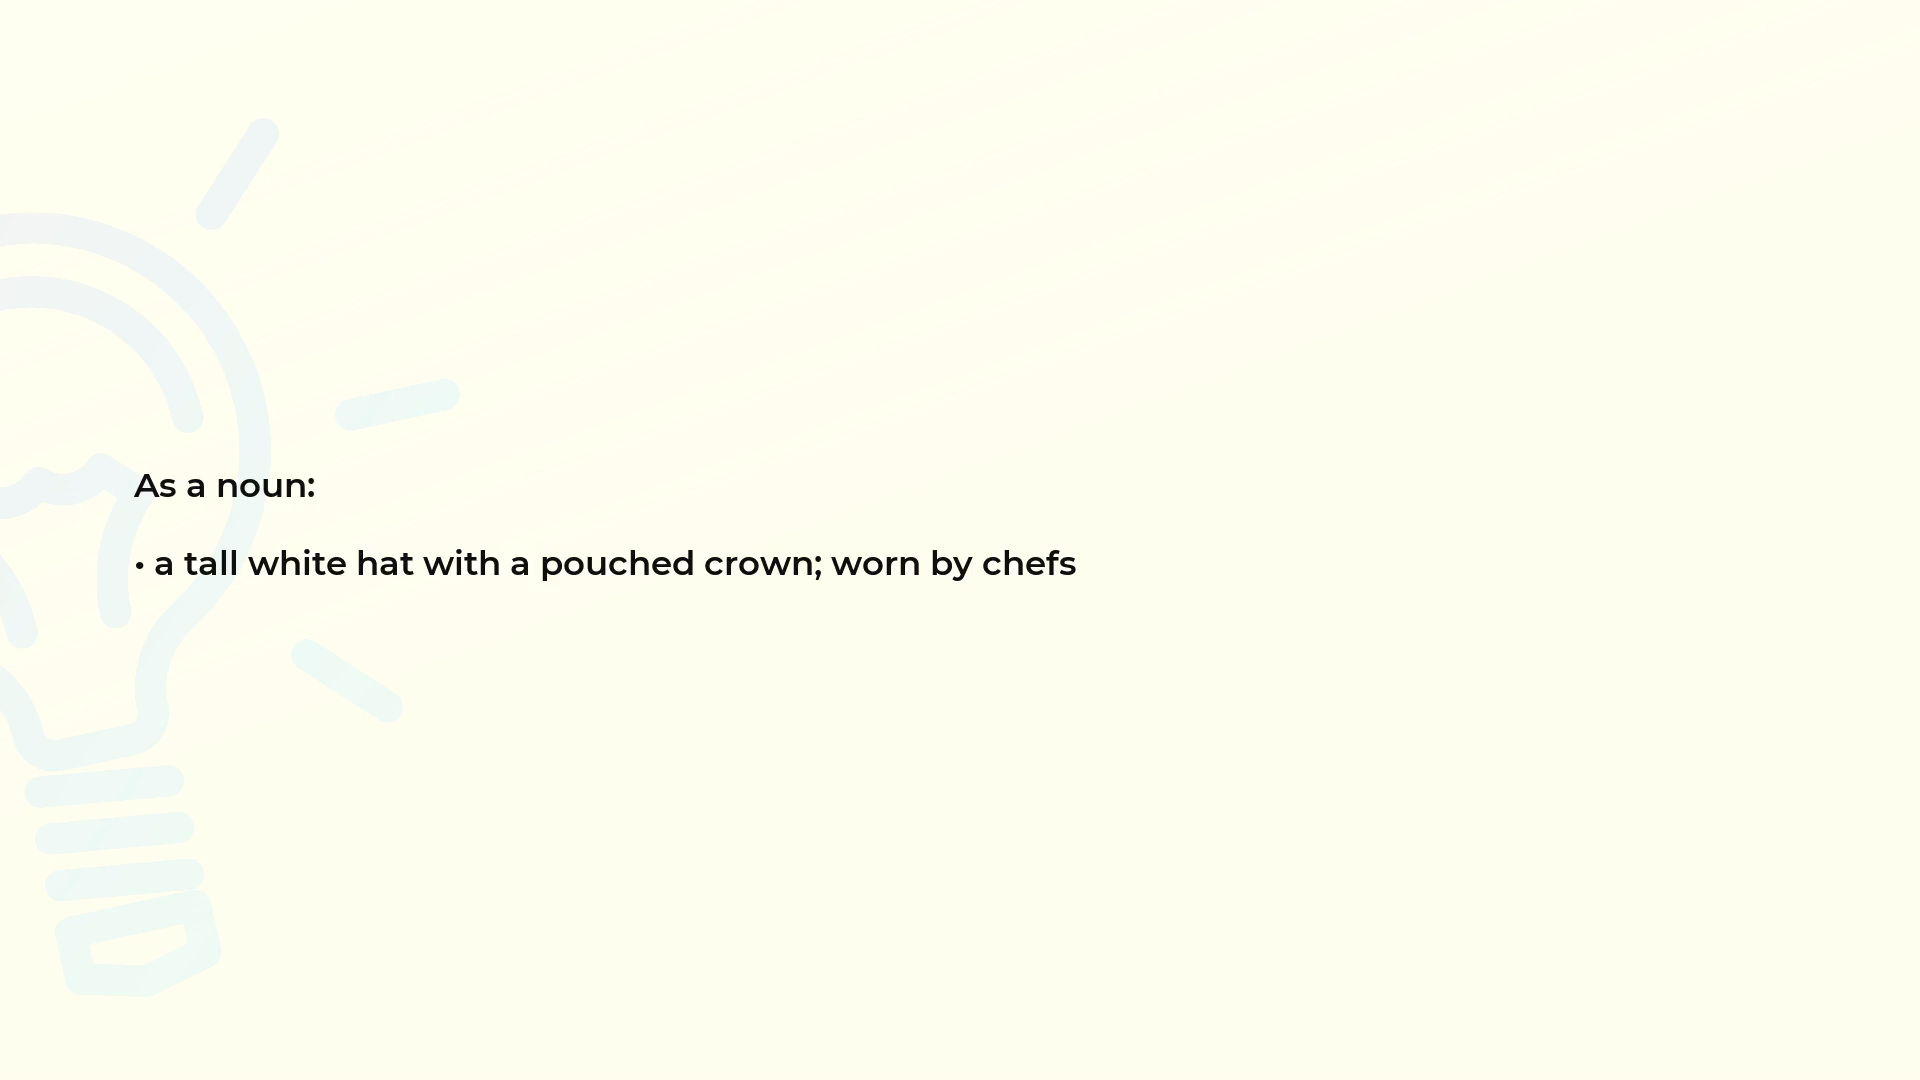 As a noun:
• a tall white hat with a pouched crown; worn by chefs